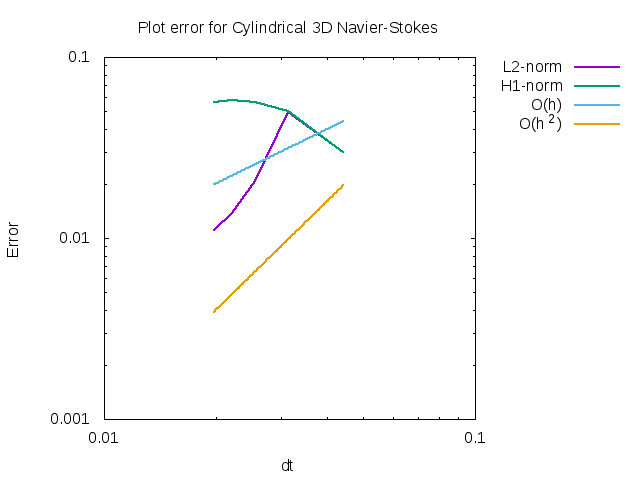 Plot error for Cylindrical 3D Navier-Stokes
0.1
0.01
0.001
0.01
0.1
Error
dt
L2-norm
H1-norm
O(h)
O(h²)